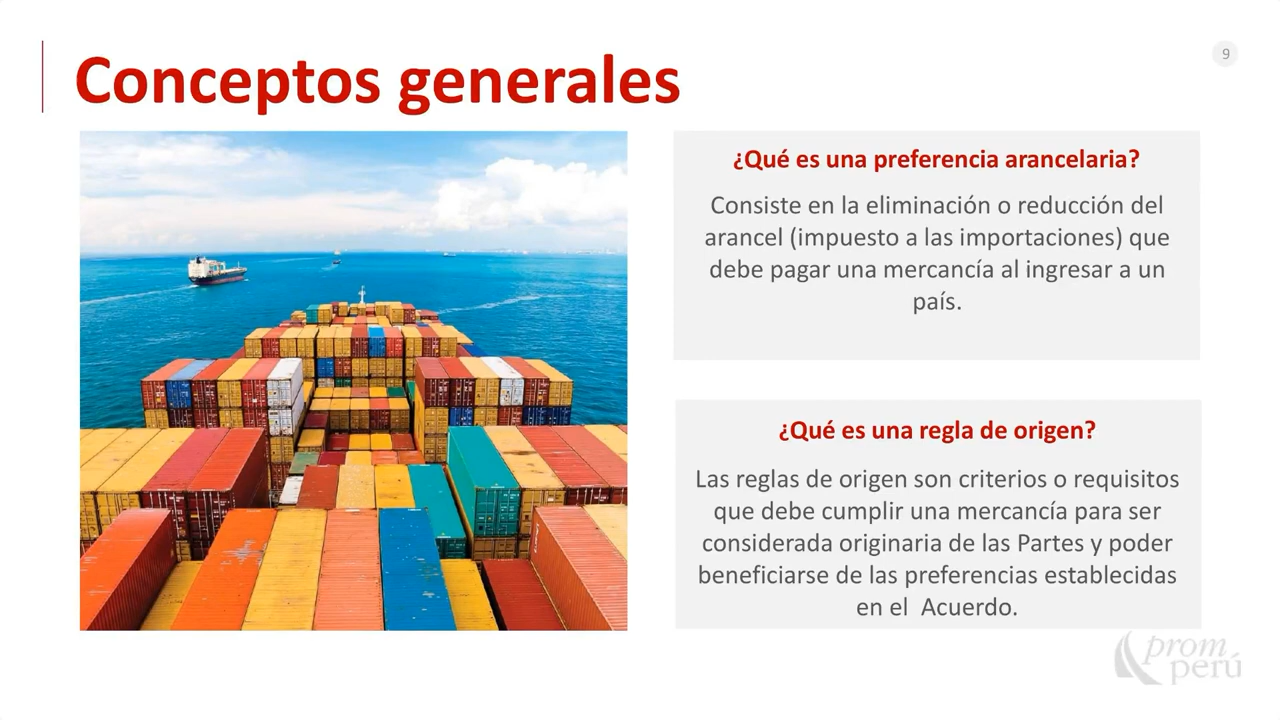 Conceptos generales
9
¿Qué es una preferencia arancelaria?
Consiste en la eliminación o reducción del
arancel (impuesto a las importaciones) que
debe pagar una mercancía al ingresar a un
país.
¿Qué es una regla de origen?
Las reglas de origen son criterios o requisitos
que debe cumplir una mercancía para ser
considerada originaria de las Partes y poder
beneficiarse de las preferencias establecidas
en el  Acuerdo.
prom
perú